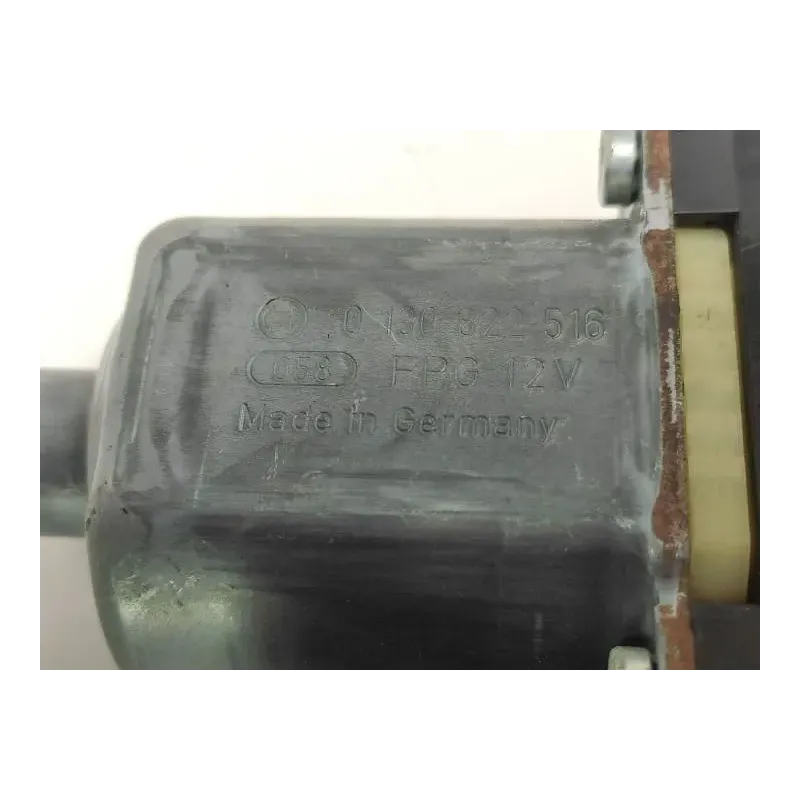 0 130 822 516
058 FPG 12V
Made in Germany